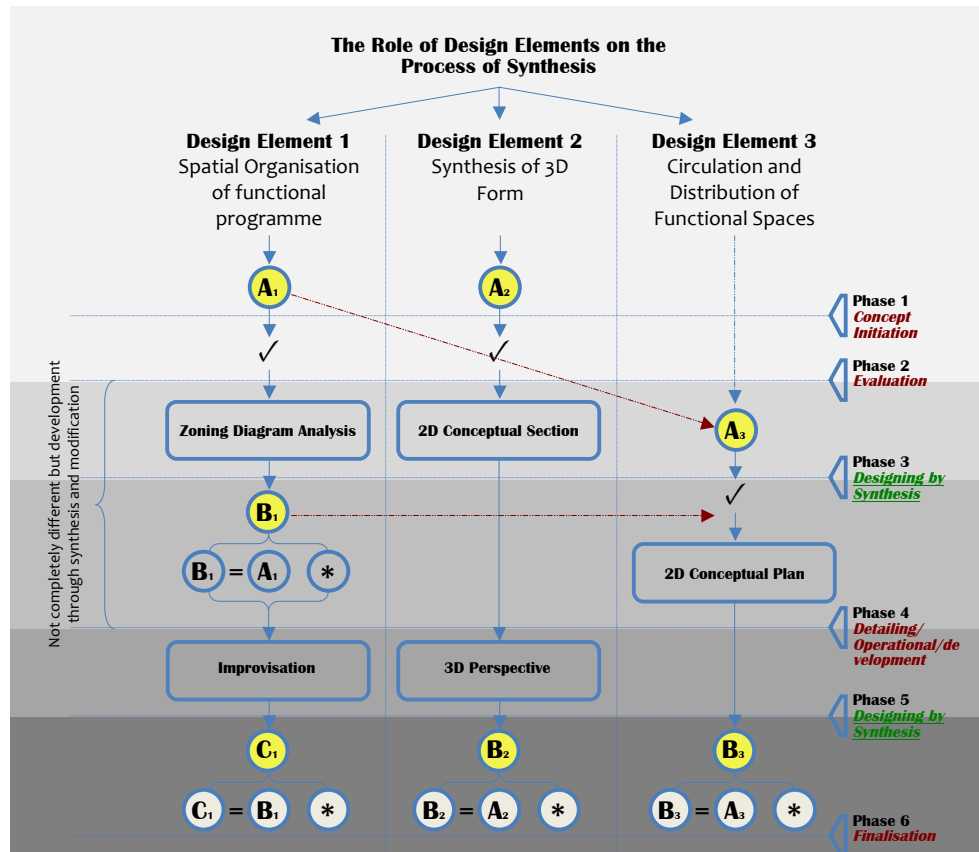 The Role of Design Elements on the
Process of Synthesis
Design Element 1
Spatial Organisation
of functional
programme
Design Element 2
Synthesis of 3D
Form
Design Element 3
Circulation and
Distribution of
Functional Spaces
A1
A2
Phase 1
Concept
Initiation
✓
✓
Phase 2
Evaluation
Not completely different but development
through synthesis and modification
Zoning Diagram Analysis
2D Conceptual Section
A3
Phase 3
Designing by
Synthesis
B1
✓
B1 = A1 *
2D Conceptual Plan
Phase 4
Detailing/
Operational/de
velopment
Improvisation
3D Perspective
Phase 5
Designing by
Synthesis
C1
B2
B3
C1 = B1 *
B2 = A2 *
B3 = A3 *
Phase 6
Finalisation